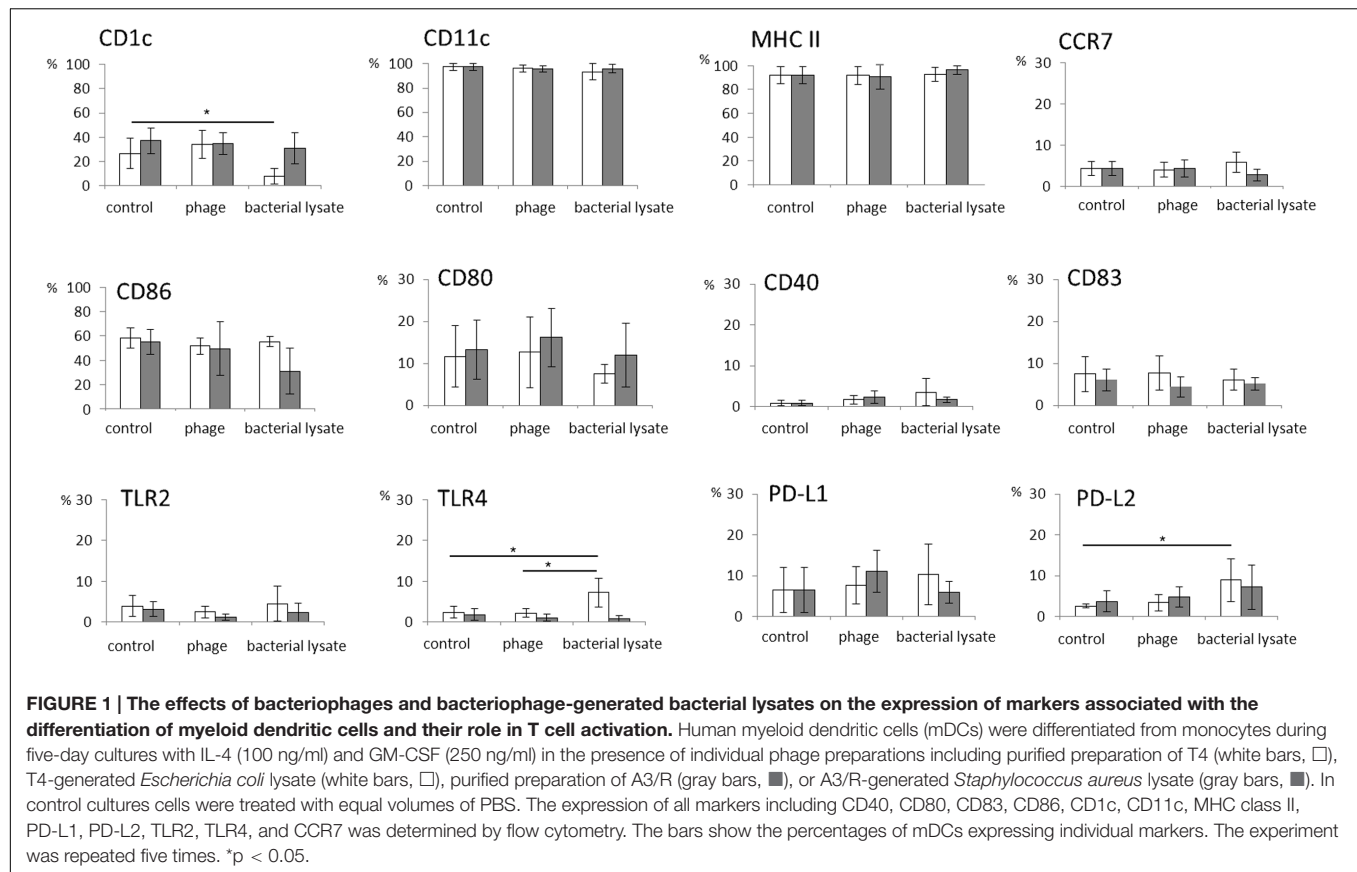 CD1c
% 100
80
60
40
20
0
*
control phage bacterial lysate
CD11c
% 100
80
60
40
20
0
control phage bacterial lysate
MHC II
% 100
80
60
40
20
0
control phage bacterial lysate
CCR7
% 30
20
10
0
control phage bacterial lysate
CD86
% 100
80
60
40
20
0
control phage bacterial lysate
CD80
% 30
20
10
0
control phage bacterial lysate
CD40
% 30
20
10
0
control phage bacterial lysate
CD83
% 30
20
10
0
control phage bacterial lysate
TLR2
% 30
20
10
0
control phage bacterial lysate
TLR4
% 30
20
10
0
*
*
control phage bacterial lysate
PD-L1
% 30
20
10
0
control phage bacterial lysate
PD-L2
% 30
20
10
0
*
control phage bacterial lysate
FIGURE 1 | The effects of bacteriophages and bacteriophage-generated bacterial lysates on the expression of markers associated with the
differentiation of myeloid dendritic cells and their role in T cell activation. Human myeloid dendritic cells (mDCs) were differentiated from monocytes during
five-day cultures with IL-4 (100 ng/ml) and GM-CSF (250 ng/ml) in the presence of individual phage preparations including purified preparation of T4 (white bars, □),
T4-generated Escherichia coli lysate (white bars, □), purified preparation of A3/R (gray bars, ■), or A3/R-generated Staphylococcus aureus lysate (gray bars, ■). In
control cultures cells were treated with equal volumes of PBS. The expression of all markers including CD40, CD80, CD83, CD86, CD1c, CD11c, MHC class II,
PD-L1, PD-L2, TLR2, TLR4, and CCR7 was determined by flow cytometry. The bars show the percentages of mDCs expressing individual markers. The experiment
was repeated five times. *p < 0.05.